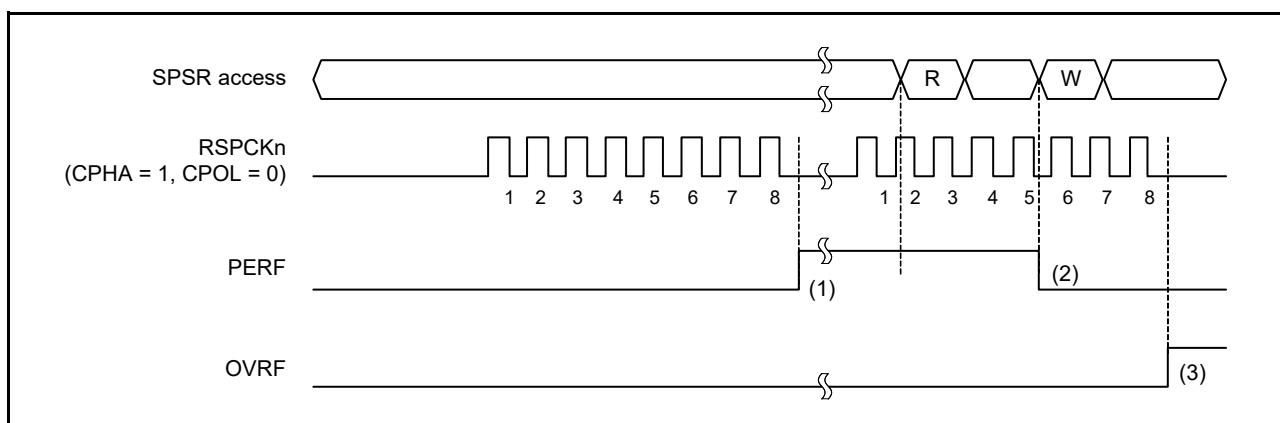 SPSR access
R
W
RSPCKn
(CPHA = 1, CPOL = 0)
1 2 3 4 5 6 7 8 1 2 3 4 5 6 7 8
PERF
(1)
(2)
OVRF
(3)